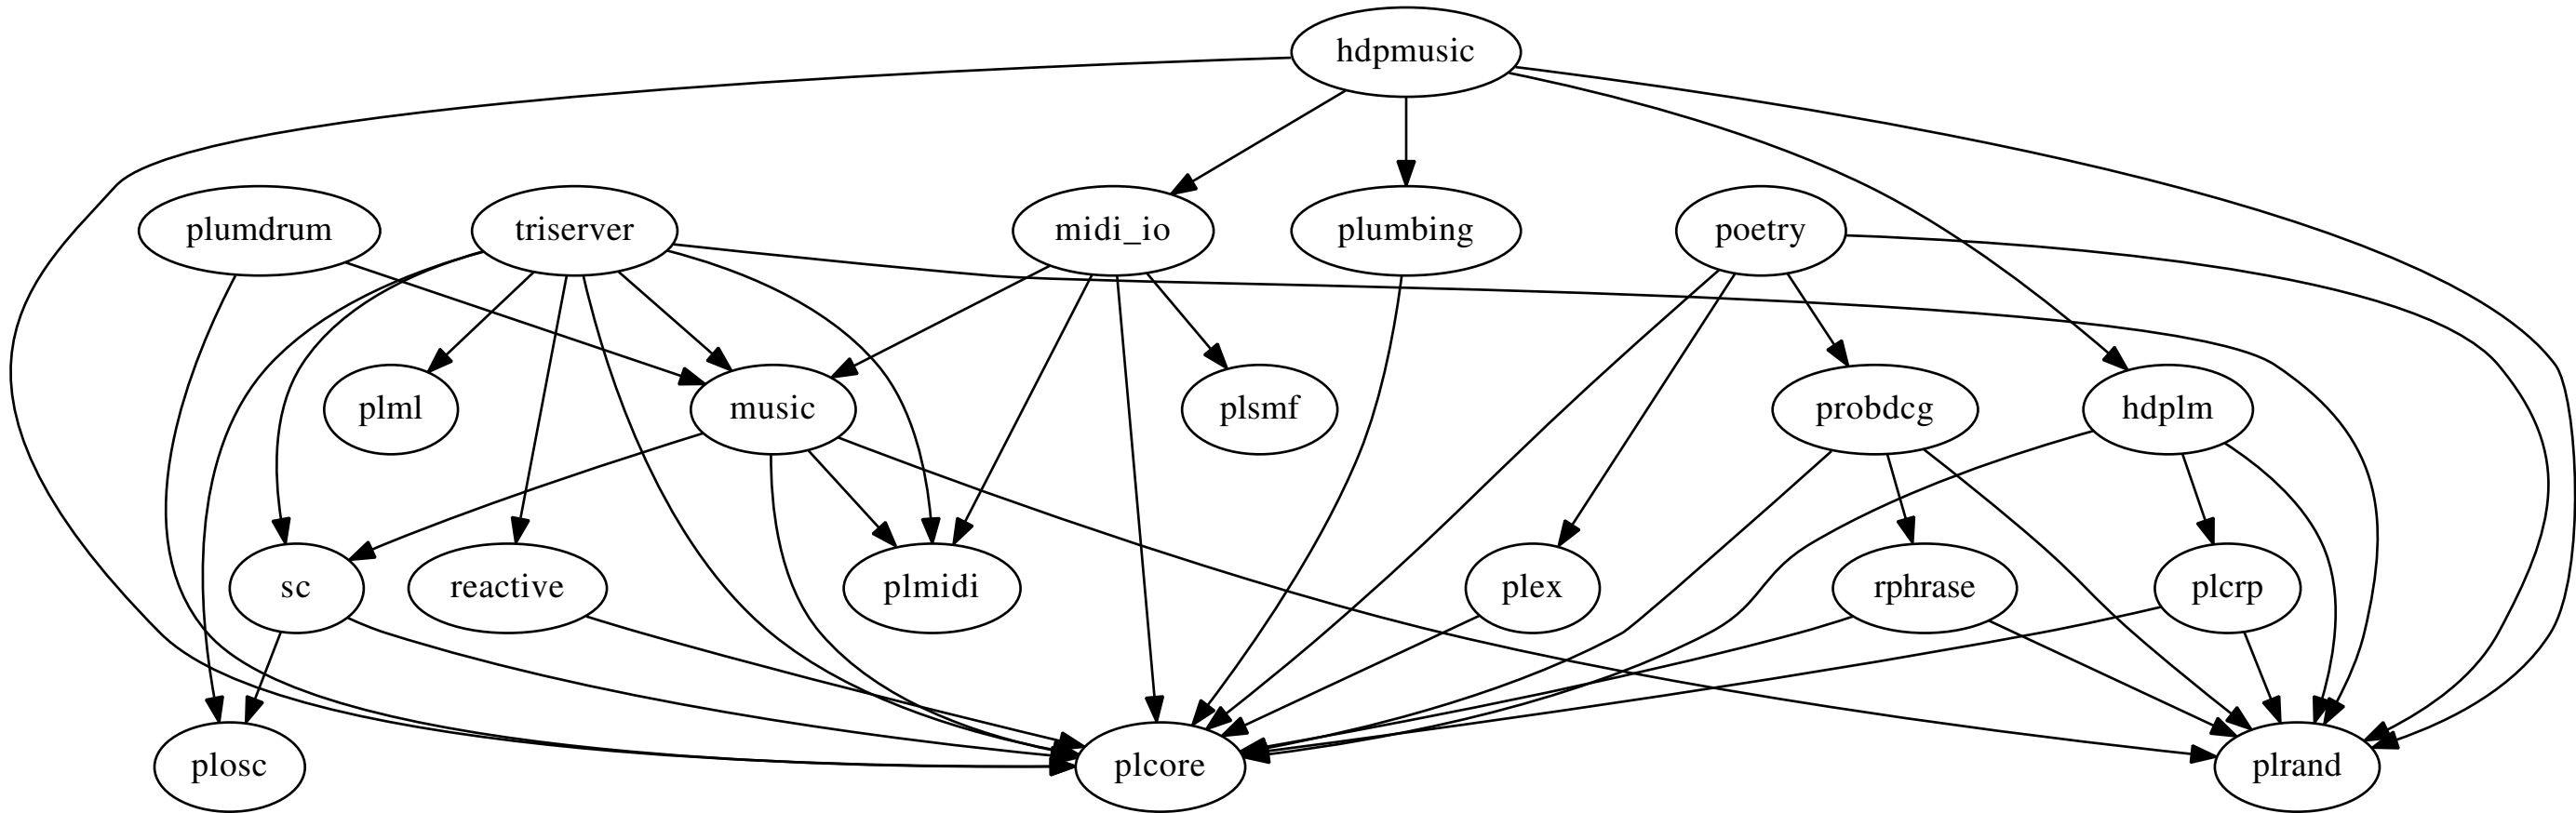 hdpmusic
plumdrum
triserver
midi_io
plumbing
poetry
plml
music
plsmf
probdcg
hdplm
sc
reactive
plmidi
plex
rphrase
plcrp
plosc
plcore
plrand